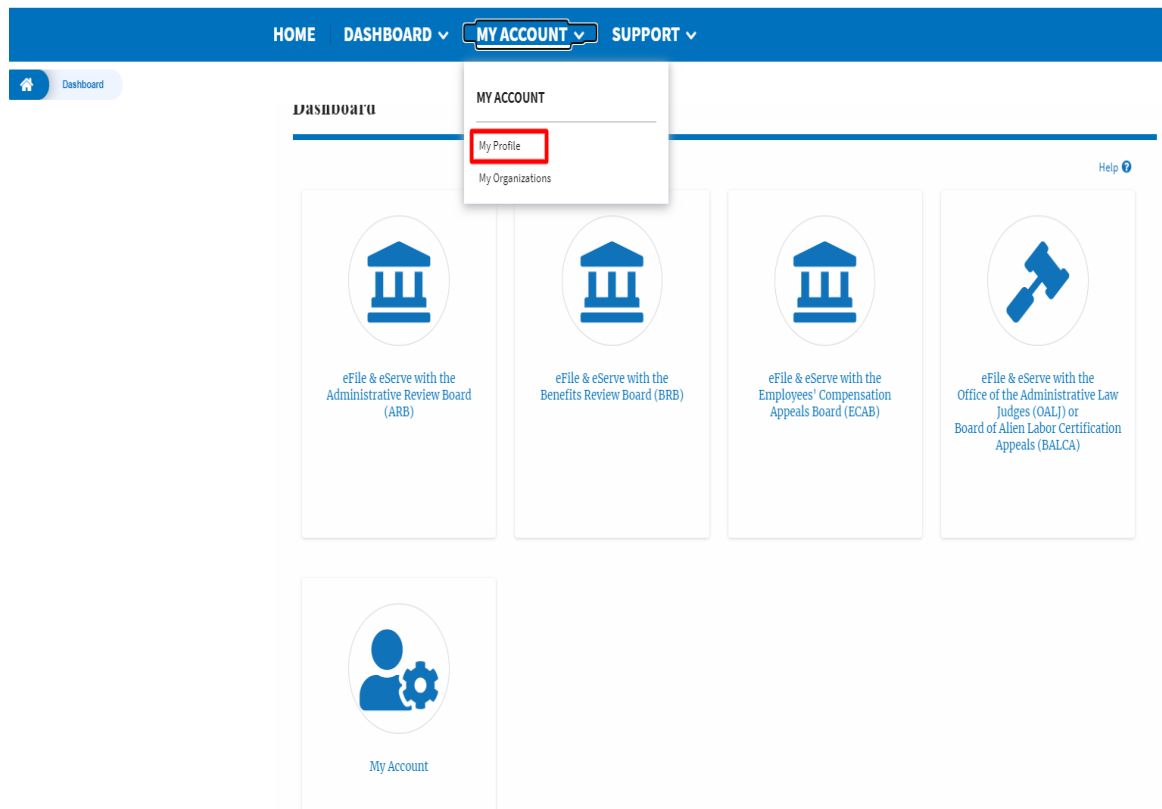 HOME DASHBOARD MY ACCOUNT SUPPORT
Dashboard
MY ACCOUNT
Dashboard
My Profile
Help
My Organizations
eFile & eServe with the
Administrative Review Board
(ARB)
eFile & eServe with the
Benefits Review Board (BRB)
eFile & eServe with the
Employees' Compensation
Appeals Board (ECAB)
eFile & eServe with the
Office of the Administrative Law
Judges (OALJ) or
Board of Alien Labor Certification
Appeals (BALCA)
My Account